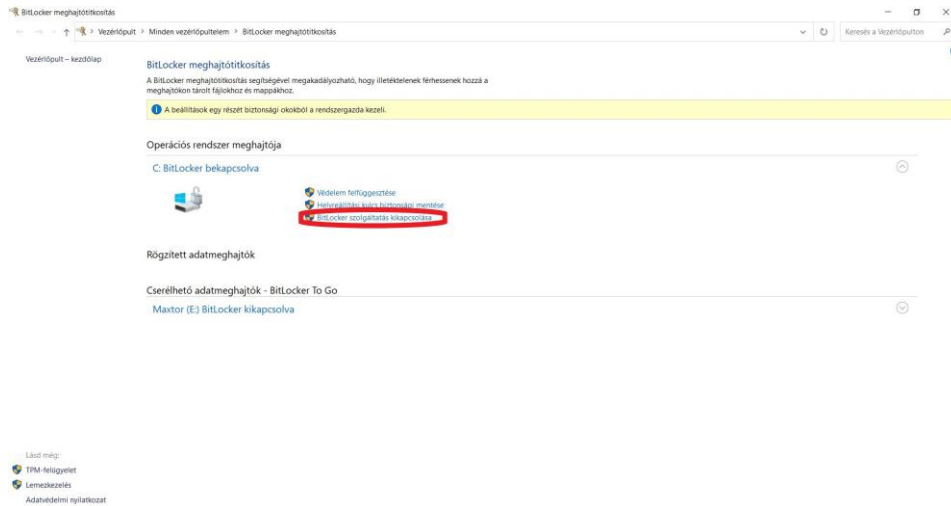 BitLocker meghajtótitkosítás
Vezérlőpult > Minden vezérlőpultelem > BitLocker meghajtótitkosítás
Keresés a Vezérlőpulton
Vezérlőpult – kezdőlap
BitLocker meghajtótitkosítás
A BitLocker meghajtótitkosítás segítségével megakadályozható, hogy illetéktelenek férhessenek hozzá a
meghajtókon tárolt fájlokhoz és mappákhoz.
A beállítások egy részét biztonsági okokból a rendszergazda kezeli.
Operációs rendszer meghajtója
C: BitLocker bekapcsolva
Védelem felfüggesztése
Helyreállítási kulcs biztonsági mentése
BitLocker szolgáltatás kikapcsolása
Rögzített adatmeghajtók
Cserélhető adatmeghajtók - BitLocker To Go
Maxtor (E:) BitLocker kikapcsolva
Lásd még:
TPM-felügyelet
Lemezkezelés
Adatvédelmi nyilatkozat